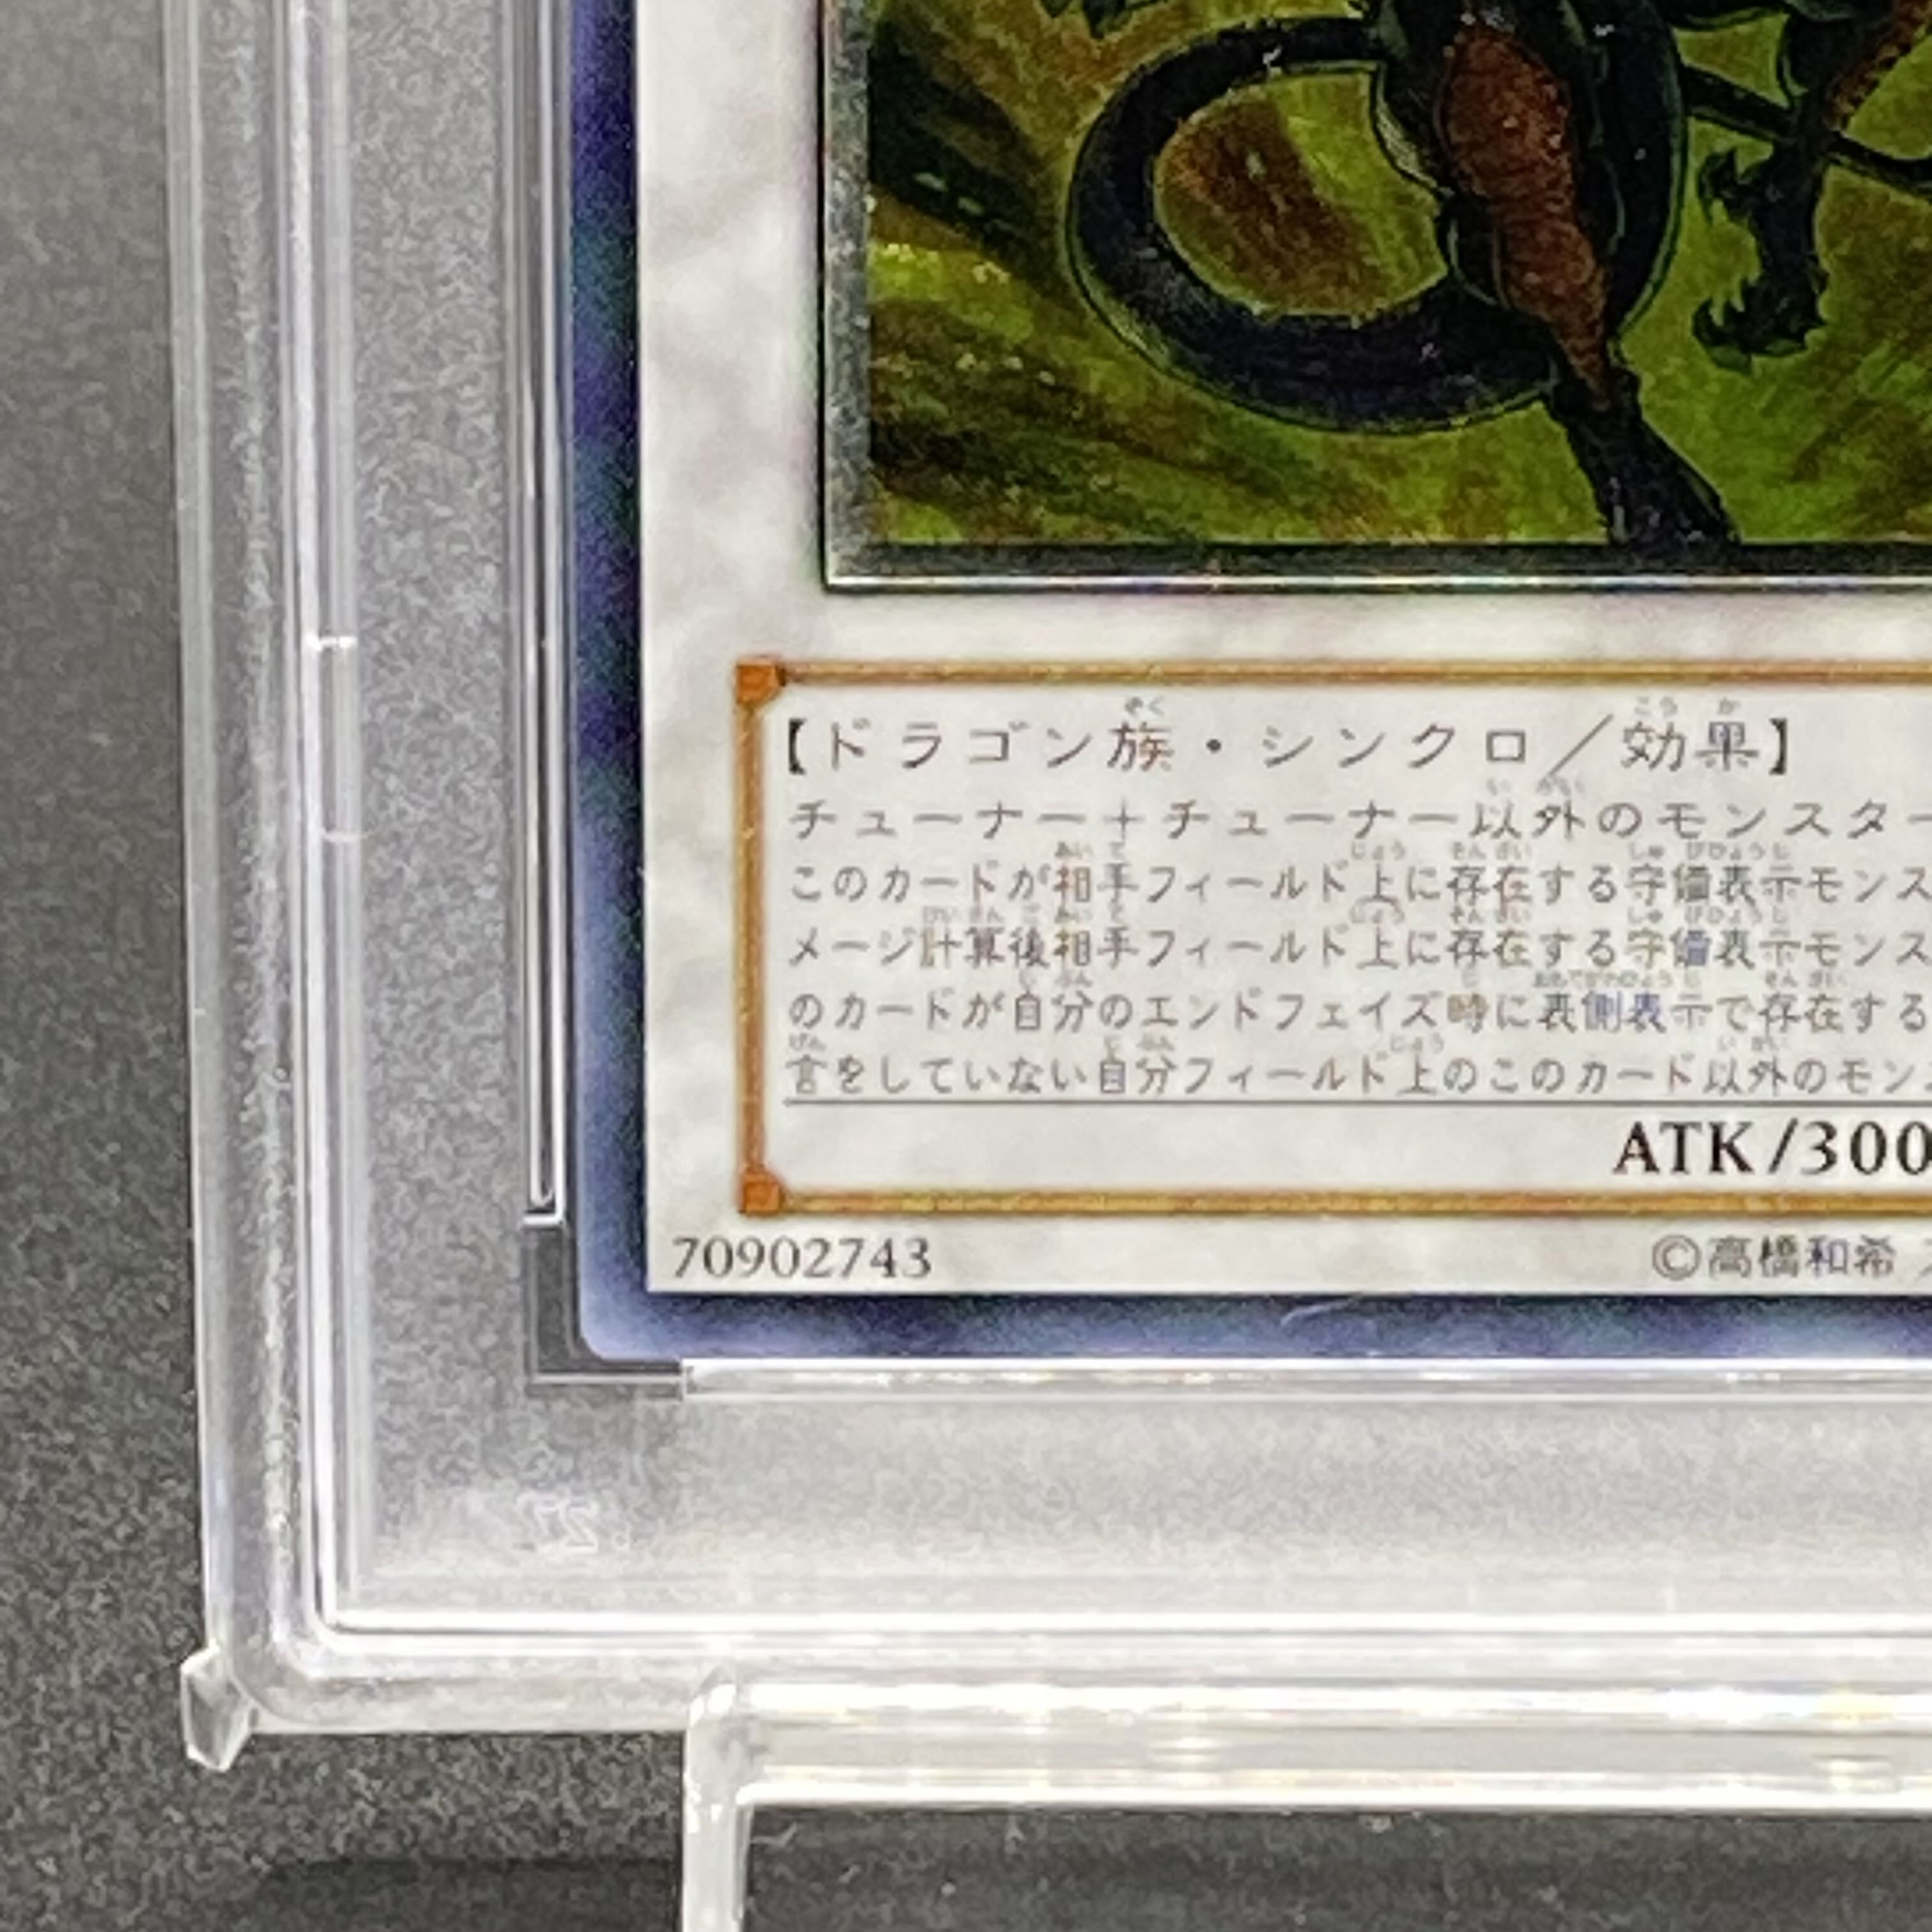 【ドラゴン族・シンクロ／効果】
チューナー＋チューナー以外のモンスター
このカードが相手フィールド上に存在する守備表示モンス
メージ計算後相手フィールド上に存在する守備表示モンス
のカードが自分のエンドフェイズ時に表側表示で存在する
言をしていない自分フィールド上のこのカード以外のモン
ATK/300
70902743 ©高橋和希